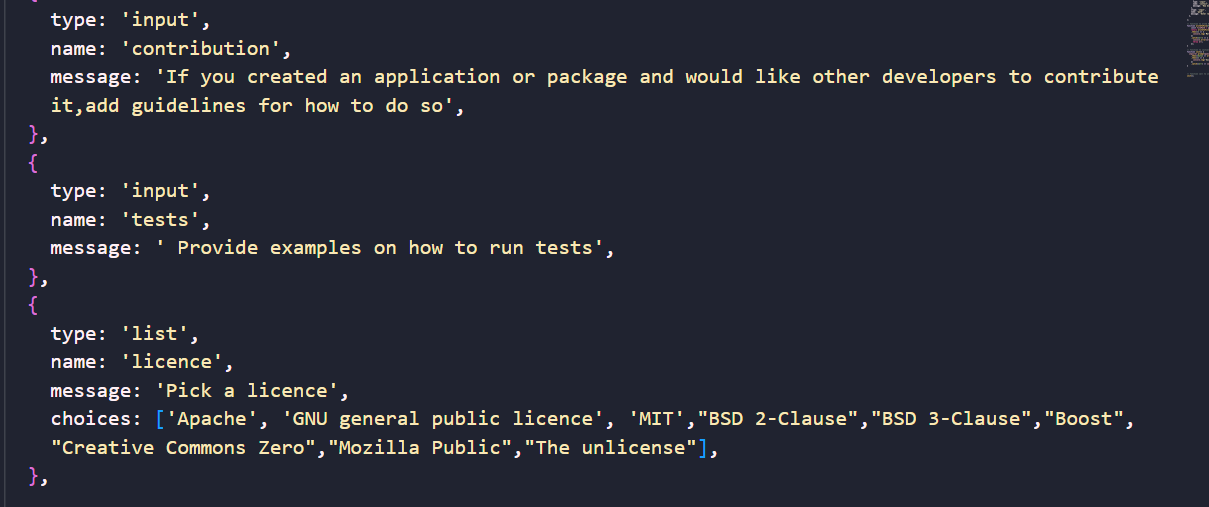 type: 'input',
name: 'contribution',
message: 'If you created an application or package and would like other developers to contribute
it,add guidelines for how to do so',
},
{
type: 'input',
name: 'tests',
message: ' Provide examples on how to run tests',
},
{
type: 'list',
name: 'licence',
message: 'Pick a licence',
choices: ['Apache', 'GNU general public licence', 'MIT',"BSD 2-Clause","BSD 3-Clause","Boost",
"Creative Commons Zero","Mozilla Public","The unlicense"],
},